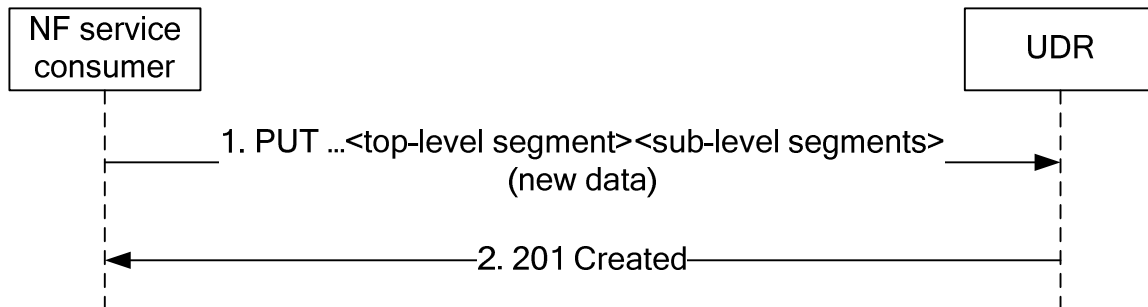 NF service
consumer
UDR
1. PUT ...<top-level segment><sub-level segments>
(new data)
2. 201 Created